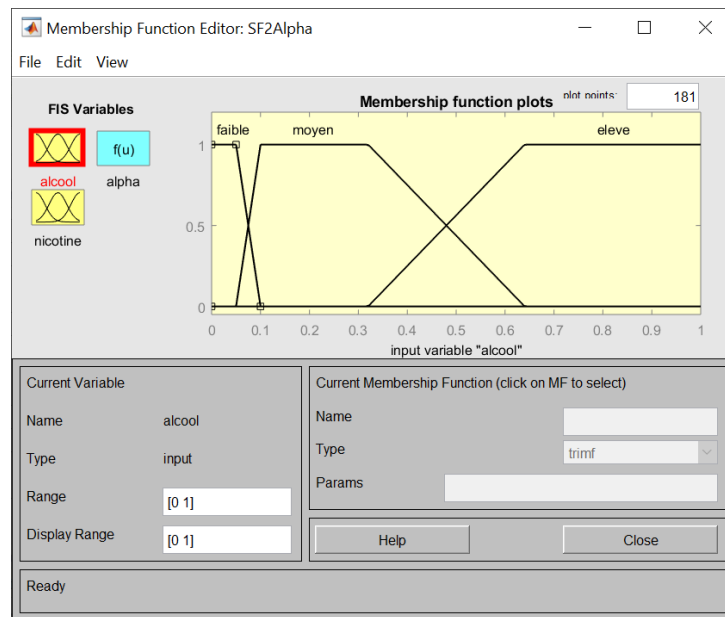 Membership Function Editor: SF2Alpha
File Edit View
FIS Variables
f(u)
alcool
alpha
nicotine
Membership function plots
plot points:
181
faible
moyen
eleve
1
0.5
0
0 0.1 0.2 0.3 0.4 0.5 0.6 0.7 0.8 0.9 1
input variable "alcool"
Current Variable
Name alcool
Type input
Range [0 1]
Display Range [0 1]
Current Membership Function (click on MF to select)
Name
Type trimf
Params
Help Close
Ready